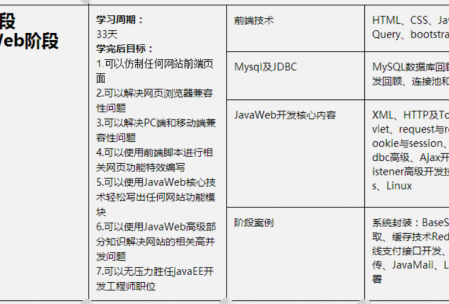 段
Web阶段
学习周期：
33天
学完后目标：
1.可以仿制任何网站前端页
面
2.可以解决网页浏览器兼容
性问题
3.可以解决PC端和移动端兼
容性问题
4.可以使用前端脚本进行相
关网页功能特效编写
5.可以使用JavaWeb核心技
术轻松写出任何网站功能模
块
6.可以使用JavaWeb高级部
分知识解决网站的相关高并
发问题
7.可以无压力胜任javaEE开
发工程师职位
前端技术
HTML、CSS、Jav
Query、bootstra
Mysql及JDBC
MySQL数据库回顾
发回顾、连接池和
JavaWeb开发核心内容
XML、HTTP及To
vlet、request与re
ookie与session、
dbc高级、Ajax开
istener高级开发技
s、Linux
阶段案例
系统封装：BaseS
取、缓存技术Red
线支付接口开发、
传、JavaMail、L
署